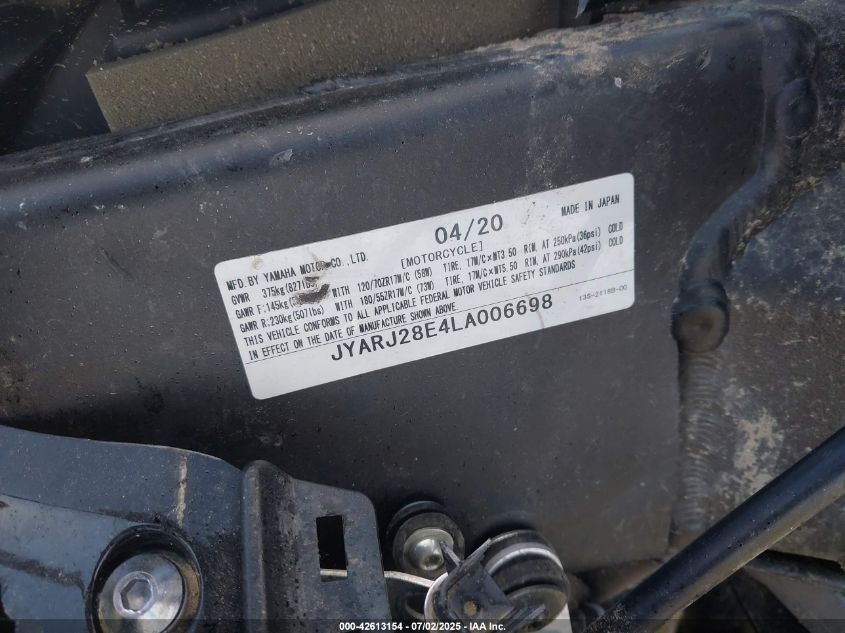 04/20
MADE IN JAPAN
MFD. BY YAMAHA MOTOR CO., LTD. [MOTORCYCLE]
GVWR 375kg(827lbs) WITH 120/70ZR17M/C (58W) TIRE, 17M/C×MT3.50 RIM, AT 250kPa(36psi) COLD
GAWR F:145kg( WITH 180/55ZR17M/C (73W) TIRE, 17M/C×MT5.50 RIM, AT 290kPa(42psi) COLD
GAWR R:230kg(507lbs)
THIS VEHICLE CONFORMS TO ALL APPLICABLE FEDERAL MOTOR VEHICLE SAFETY STANDARDS
IN EFFECT ON THE DATE OF MANUFACTURE SHOWN ABOVE.
JYARJ28E4LA006698
13S-2118B-00
000-42613154 - 07/02/2025 - IAA Inc.